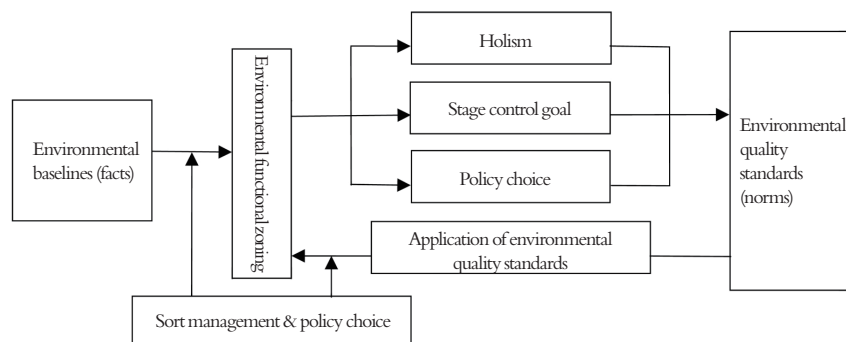 Environmental
baselines (facts)
Environmental functional zoning
Holism
Stage control goal
Policy choice
Application of environmental
quality standards
Environmental
quality
standards
(norms)
Sort management & policy choice